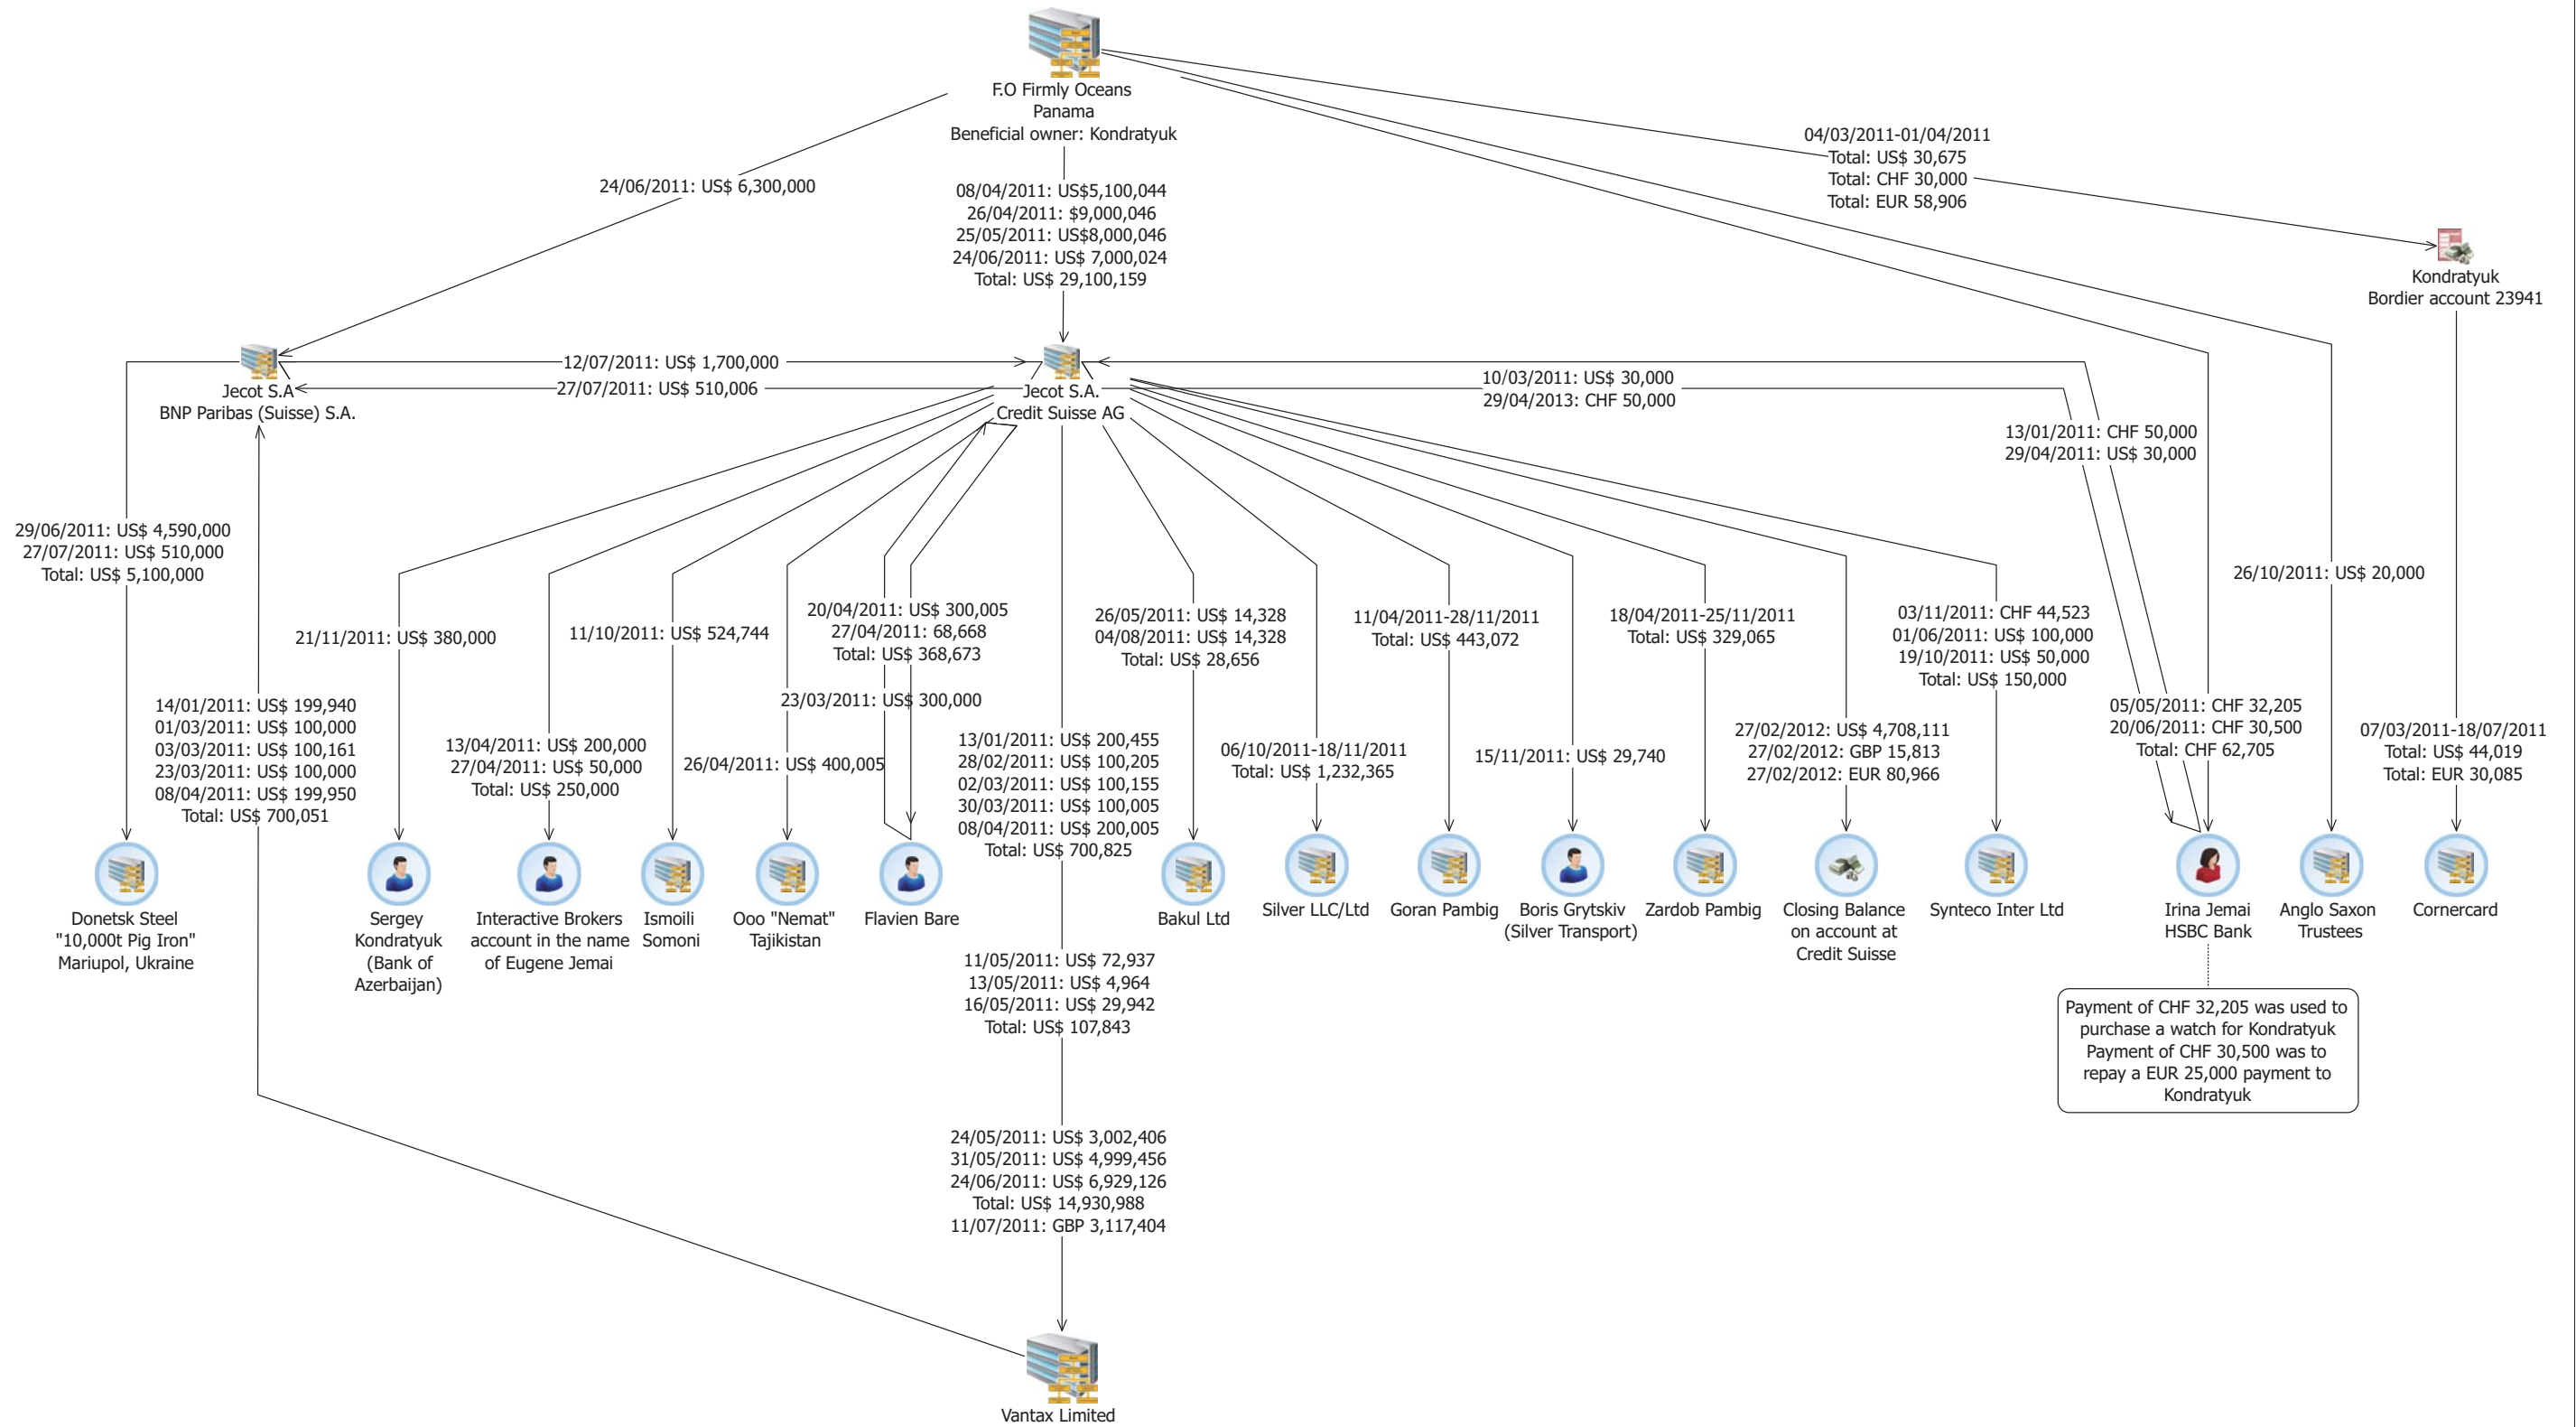 F.O Firmly Oceans
Panama
Beneficial owner: Kondratyuk
04/03/2011-01/04/2011
Total: US$ 30,675
Total: CHF 30,000
Total: EUR 58,906
24/06/2011: US$ 6,300,000
08/04/2011: US$5,100,044
26/04/2011: $9,000,046
25/05/2011: US$8,000,046
24/06/2011: US$ 7,000,024
Total: US$ 29,100,159
Kondratyuk
Bordier account 23941
12/07/2011: US$ 1,700,000
27/07/2011: US$ 510,006
Jecot S.A
BNP Paribas (Suisse) S.A.
Jecot S.A.
Credit Suisse AG
10/03/2011: US$ 30,000
29/04/2013: CHF 50,000
13/01/2011: CHF 50,000
29/04/2011: US$ 30,000
29/06/2011: US$ 4,590,000
27/07/2011: US$ 510,000
Total: US$ 5,100,000
26/10/2011: US$ 20,000
21/11/2011: US$ 380,000
11/10/2011: US$ 524,744
20/04/2011: US$ 300,005
27/04/2011: 68,668
Total: US$ 368,673
26/05/2011: US$ 14,328
04/08/2011: US$ 14,328
Total: US$ 28,656
11/04/2011-28/11/2011
Total: US$ 443,072
18/04/2011-25/11/2011
Total: US$ 329,065
03/11/2011: CHF 44,523
01/06/2011: US$ 100,000
19/10/2011: US$ 50,000
Total: US$ 150,000
14/01/2011: US$ 199,940
01/03/2011: US$ 100,000
03/03/2011: US$ 100,161
23/03/2011: US$ 100,000
08/04/2011: US$ 199,950
Total: US$ 700,051
23/03/2011: US$ 300,000
13/04/2011: US$ 200,000
27/04/2011: US$ 50,000
Total: US$ 250,000
26/04/2011: US$ 400,005
13/01/2011: US$ 200,455
28/02/2011: US$ 100,205
02/03/2011: US$ 100,155
30/03/2011: US$ 100,005
08/04/2011: US$ 200,005
Total: US$ 700,825
06/10/2011-18/11/2011
Total: US$ 1,232,365
15/11/2011: US$ 29,740
27/02/2012: US$ 4,708,111
27/02/2012: GBP 15,813
27/02/2012: EUR 80,966
05/05/2011: CHF 32,205
20/06/2011: CHF 30,500
Total: CHF 62,705
07/03/2011-18/07/2011
Total: US$ 44,019
Total: EUR 30,085
Donetsk Steel
"10,000t Pig Iron"
Mariupol, Ukraine
Sergey
Kondratyuk
(Bank of
Azerbaijan)
Interactive Brokers
account in the name
of Eugene Jemai
Ismoili
Somoni
Ooo "Nemat"
Tajikistan
Flavien Bare
Bakul Ltd
Silver LLC/Ltd
Goran Pambig
Boris Grytskiv
(Silver Transport)
Zardob Pambig
Closing Balance
on account at
Credit Suisse
Synteco Inter Ltd
Irina Jemai
HSBC Bank
Anglo Saxon
Trustees
Cornercard
11/05/2011: US$ 72,937
13/05/2011: US$ 4,964
16/05/2011: US$ 29,942
Total: US$ 107,843
Payment of CHF 32,205 was used to
purchase a watch for Kondratyuk
Payment of CHF 30,500 was to
repay a EUR 25,000 payment to
Kondratyuk
24/05/2011: US$ 3,002,406
31/05/2011: US$ 4,999,456
24/06/2011: US$ 6,929,126
Total: US$ 14,930,988
11/07/2011: GBP 3,117,404
Vantax Limited